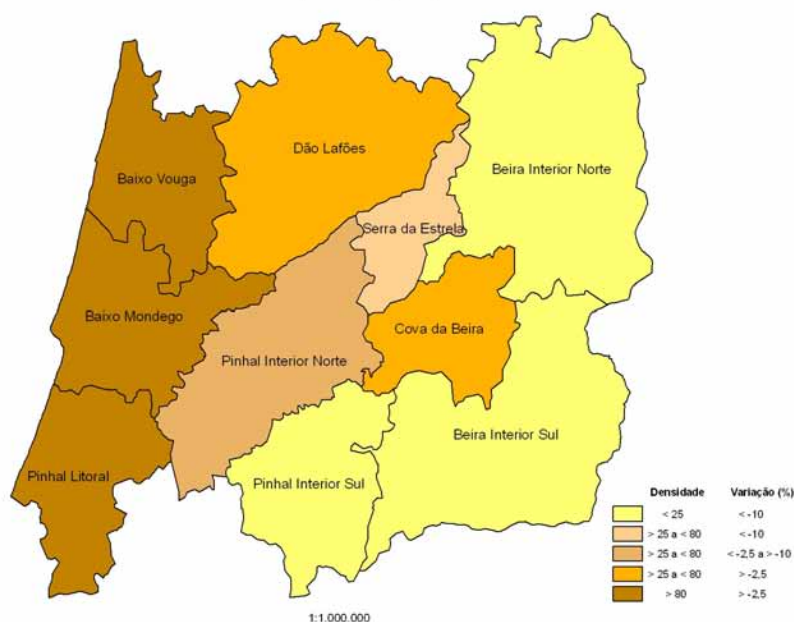 Dão Lafões
Beira Interior Norte
Baixo Vouga
Serra da Estrela
Baixo Mondego
Cova da Beira
Pinhal Interior Norte
Beira Interior Sul
Pinhal Litoral
Pinhal Interior Sul
Densidade Variação (%)
< 25 < -10
> 25 a < 80 < -10
> 25 a < 80 < -2,5 a > -10
> 25 a < 80 > -2,5
> 80 > -2,5
1:1.000.000